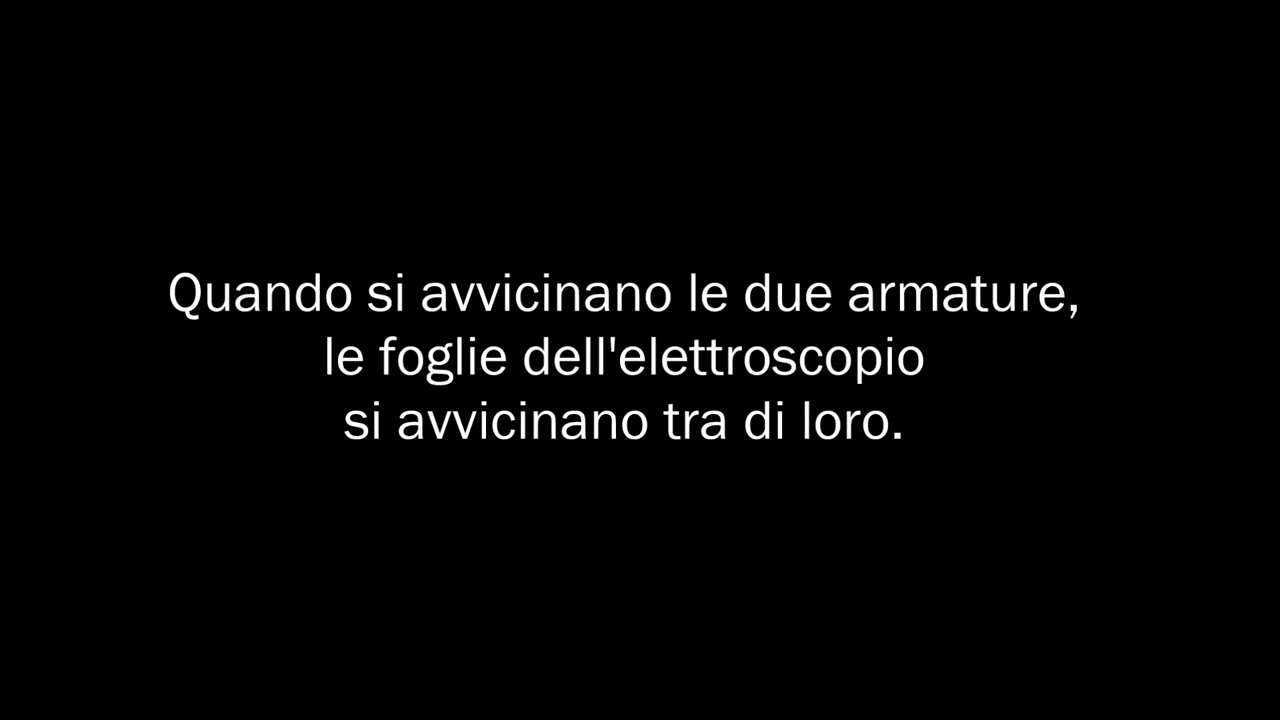 Quando si avvicinano le due armature,
le foglie dell'elettroscopio
si avvicinano tra di loro.